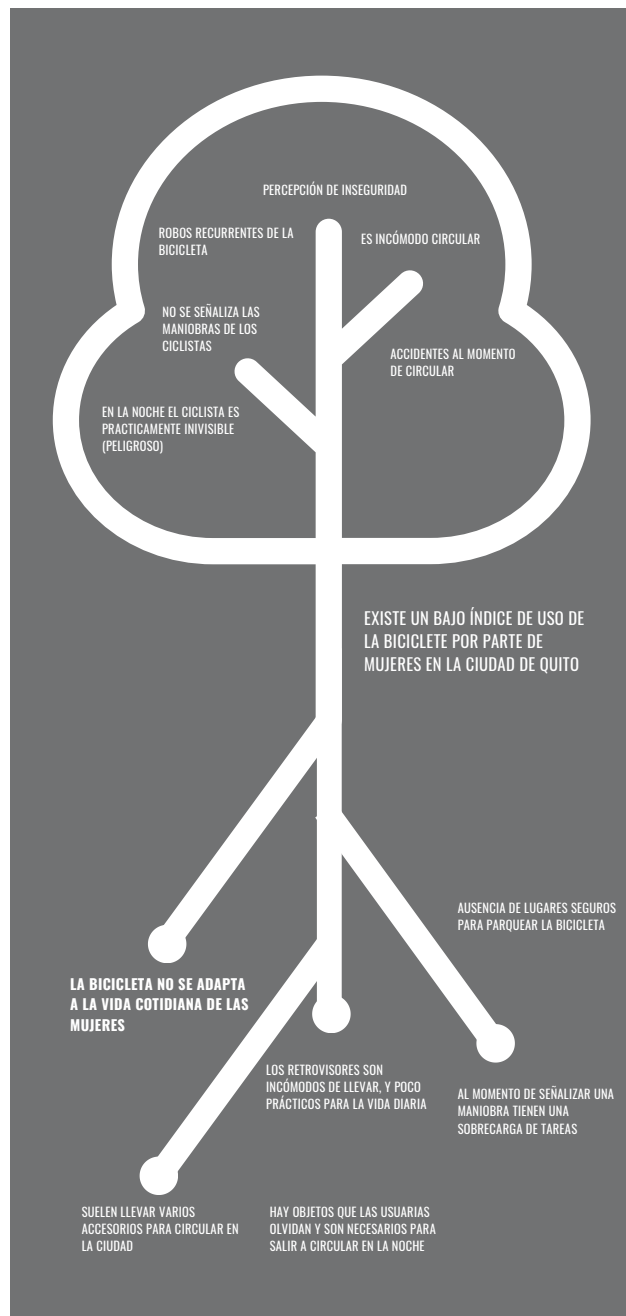 PERCEPCIÓN DE INSEGURIDAD
ROBOS RECURRENTES DE LA
BICICLETA
ES INCÓMODO CIRCULAR
NO SE SEÑALIZA LAS
MANIOBRAS DE LOS
CICLISTAS
ACCIDENTES AL MOMENTO
DE CIRCULAR
EN LA NOCHE EL CICLISTA ES
PRACTICAMENTE INIVISIBLE
(PELIGROSO)
EXISTE UN BAJO ÍNDICE DE USO DE
LA BICICLETE POR PARTE DE
MUJERES EN LA CIUDAD DE QUITO
AUSENCIA DE LUGARES SEGUROS
PARA PARQUEAR LA BICICLETA
LA BICICLETA NO SE ADAPTA
A LA VIDA COTIDIANA DE LAS
MUJERES
LOS RETROVISORES SON
INCÓMODOS DE LLEVAR, Y POCO
PRÁCTICOS PARA LA VIDA DIARIA
AL MOMENTO DE SEÑALIZAR UNA
MANIOBRA TIENEN UNA
SOBRECARGA DE TAREAS
SUELEN LLEVAR VARIOS
ACCESORIOS PARA CIRCULAR EN
LA CIUDAD
HAY OBJETOS QUE LAS USUARIAS
OLVIDAN Y SON NECESARIOS PARA
SALIR A CIRCULAR EN LA NOCHE